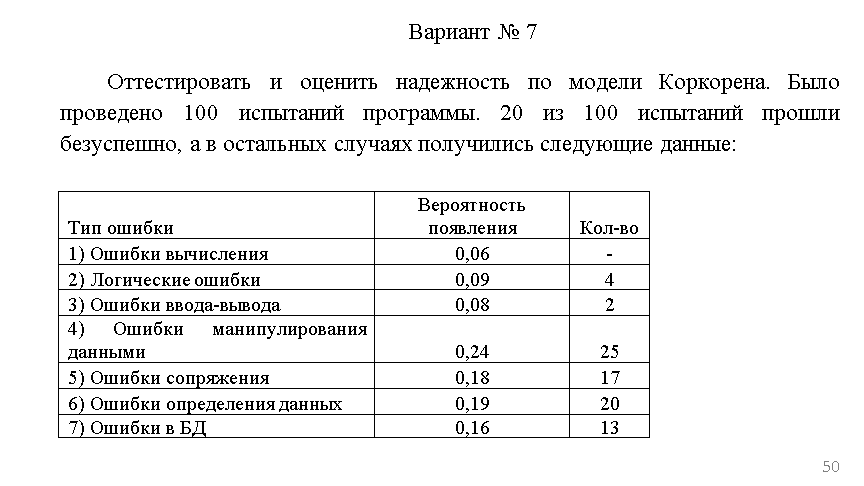 Вариант № 7
Оттестировать и оценить надежность по модели Коркорена. Было
проведено 100 испытаний программы. 20 из 100 испытаний прошли
безуспешно, а в остальных случаях получились следующие данные:
Тип ошибки Вероятность появления Кол-во
1) Ошибки вычисления 0,06 -
2) Логические ошибки 0,09 4
3) Ошибки ввода-вывода 0,08 2
4) Ошибки манипулирования
данными 0,24 25
5) Ошибки сопряжения 0,18 17
6) Ошибки определения данных 0,19 20
7) Ошибки в БД 0,16 13
50